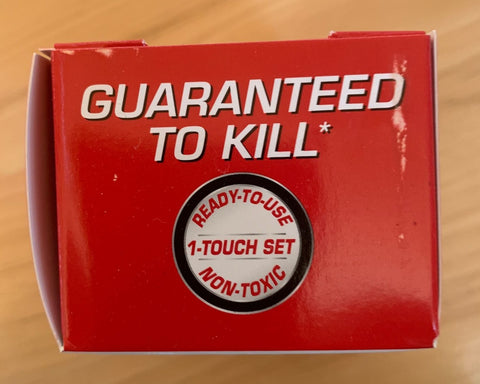 GUARANTEED
TO KILL*
READY-TO-USE
1-TOUCH SET
NON-TOXIC